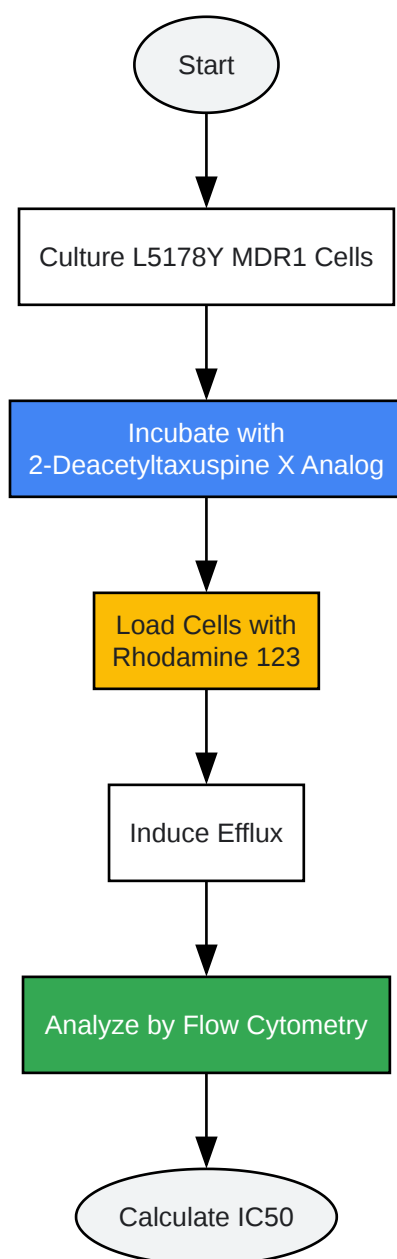 Start
Culture L5178Y MDR1 Cells
Incubate with
2-Deacetyltaxuspine X Analog
Load Cells with
Rhodamine 123
Induce Efflux
Analyze by Flow Cytometry
Calculate IC50